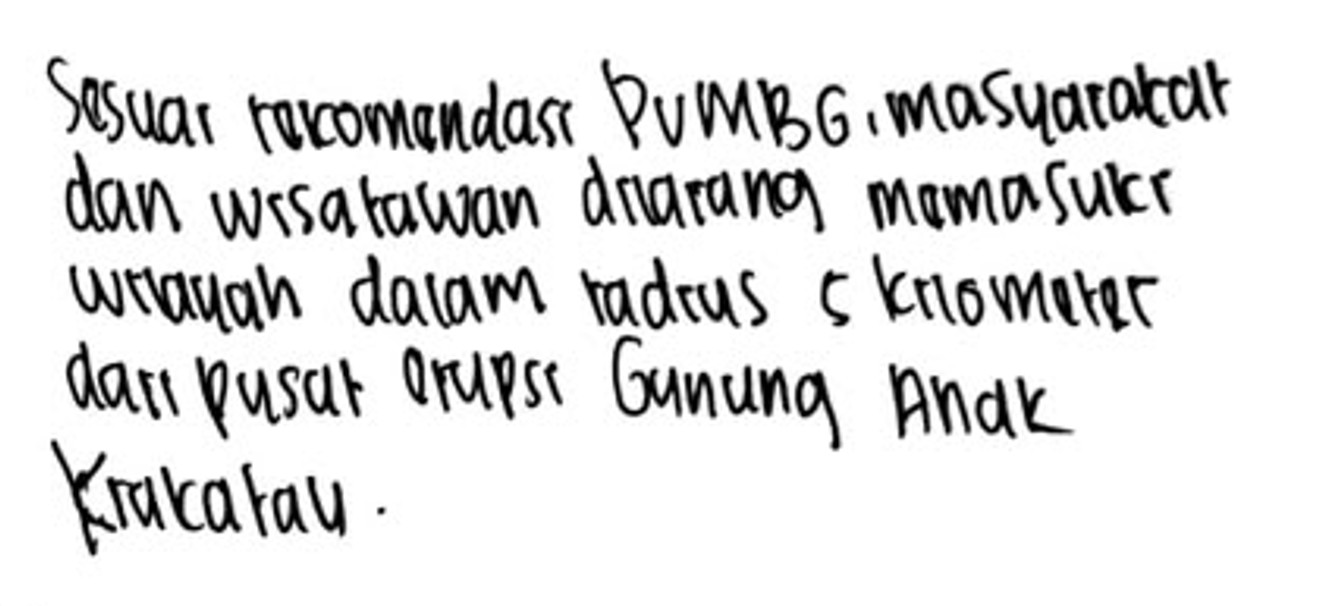 Sesuai rekomendasi PVMBG, masyarakat
dan wisatawan dilarang memasuki
wilayah dalam radius 5 kilometer
dari pusat erupsi Gunung Anak
Krakatau.